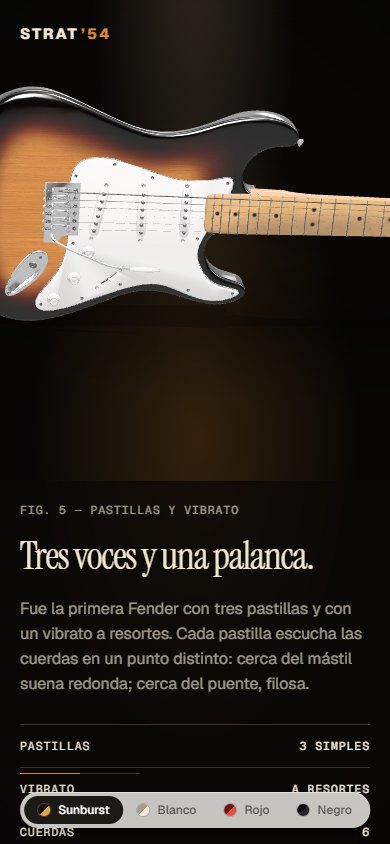 STRAT'54
FIG. 5 — PASTILLAS Y VIBRATO
Tres voces y una palanca.
Fue la primera Fender con tres pastillas y con
un vibrato a resortes. Cada pastilla escucha las
cuerdas en un punto distinto: cerca del mástil
suena redonda; cerca del puente, filosa.
PASTILLAS 3 SIMPLES
VIBRATO A RESORTES
Sunburst Blanco Rojo Negro
CUERDAS 6